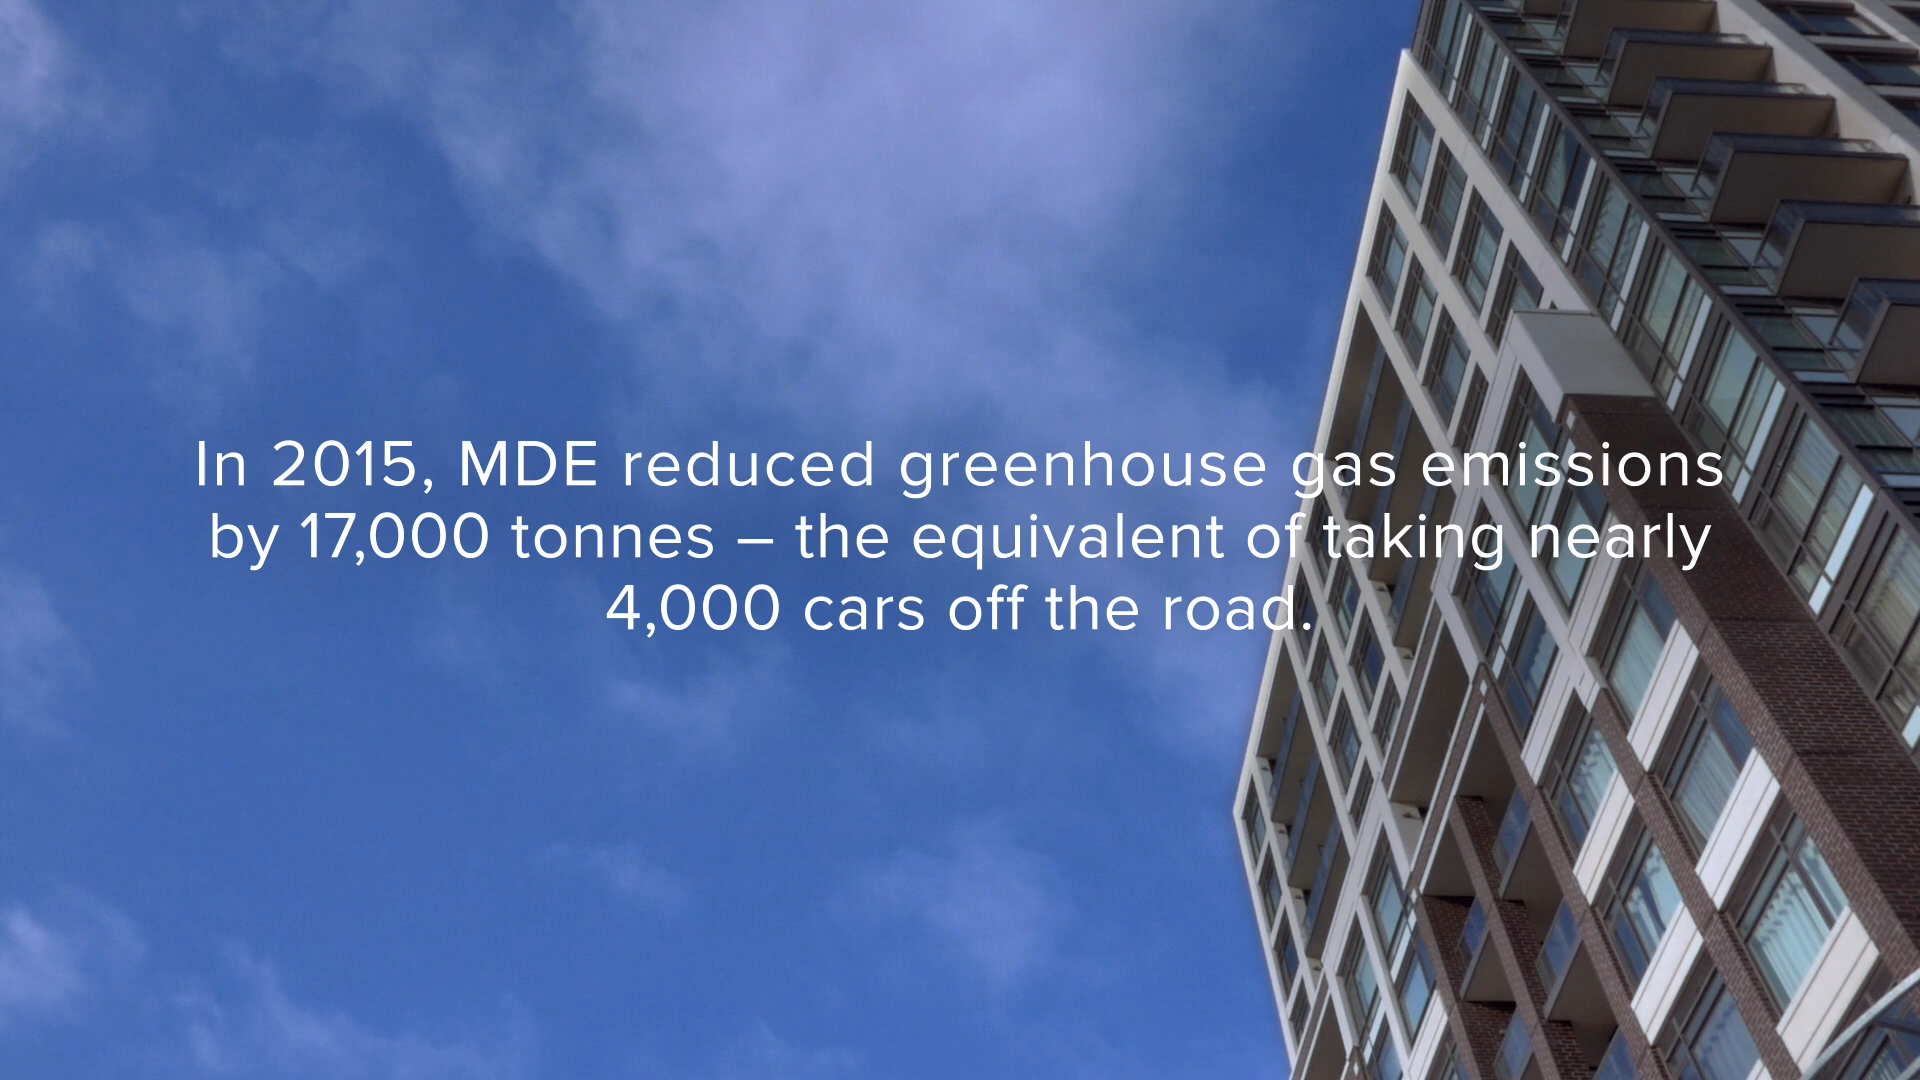 In 2015, MDE reduced greenhouse gas emissions
by 17,000 tonnes – the equivalent of taking nearly
4,000 cars off the road.